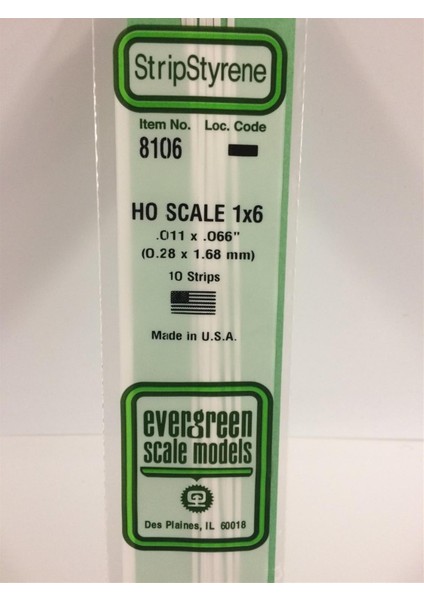 StripStyrene
Item No. Loc. Code
8106
HO SCALE 1x6
.011 x .066"
(0.28 x 1.68 mm)
10 Strips
Made in U.S.A.
evergreen
scale models
Des Plaines, IL 60018